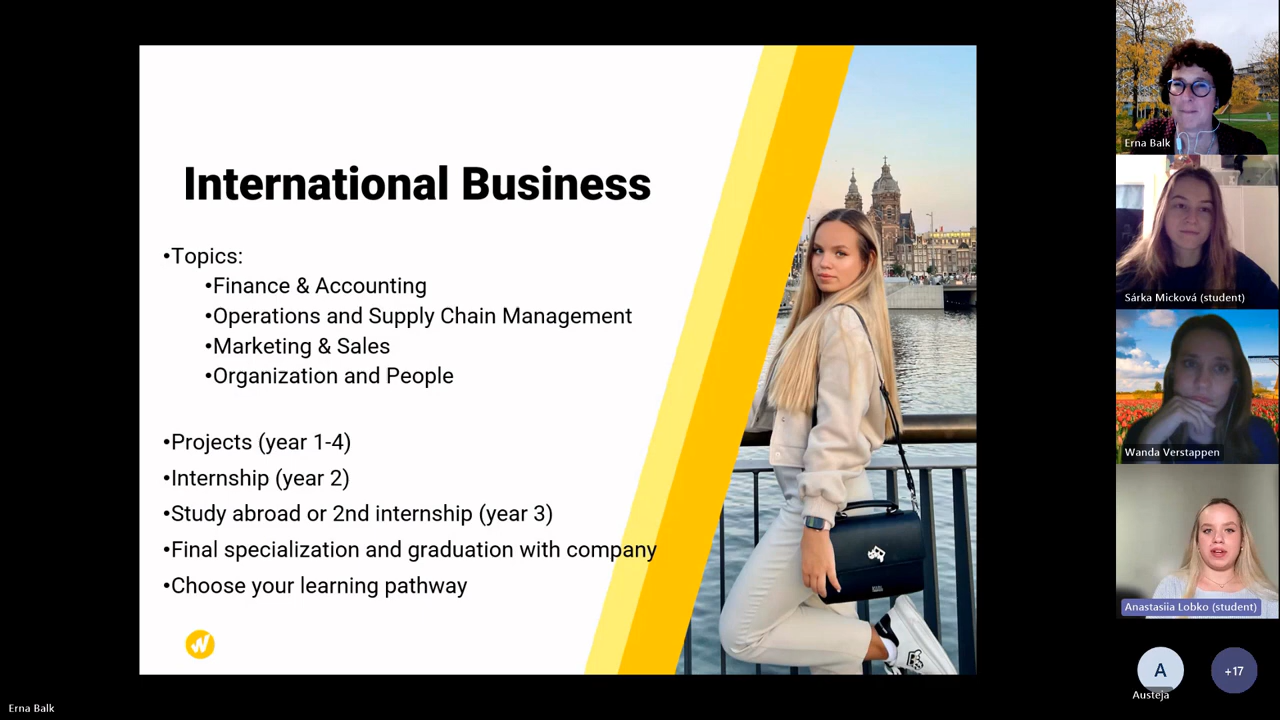 International Business
•Topics:
•Finance & Accounting
•Operations and Supply Chain Management
•Marketing & Sales
•Organization and People
•Projects (year 1-4)
•Internship (year 2)
•Study abroad or 2nd internship (year 3)
•Final specialization and graduation with company
•Choose your learning pathway
Erna Balk
Sárka Micková (student)
Wanda Verstappen
Anastasiia Lobko (student)
A
Austeja
+17
Erna Balk